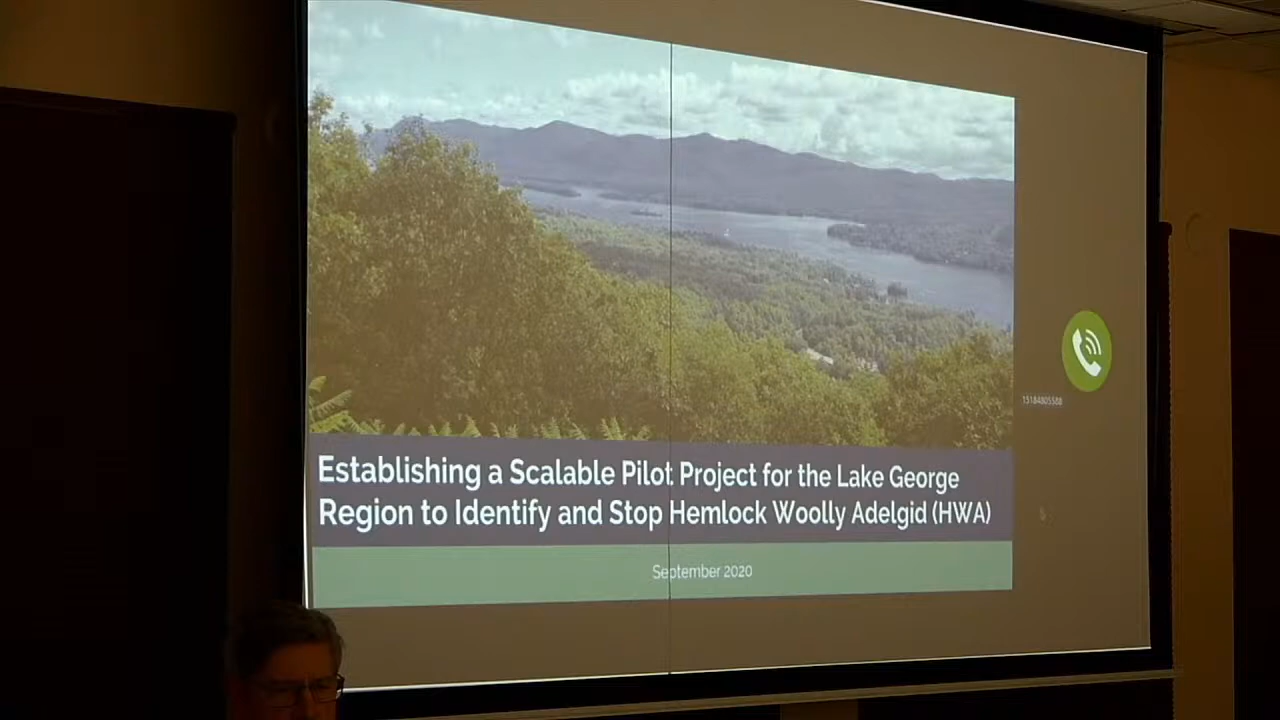 Establishing a Scalable Pilot Project for the Lake George
Region to Identify and Stop Hemlock Woolly Adelgid (HWA)
September 2020
15184805588